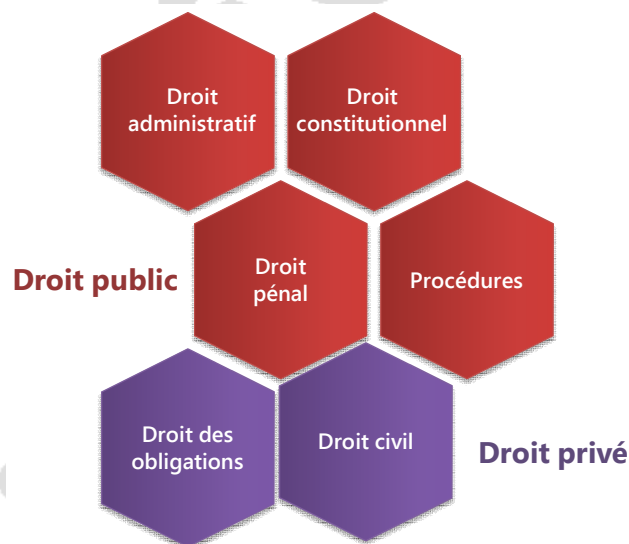 Droit
administratif
Droit
constitutionnel
Droit public
Droit
pénal
Procédures
Droit des
obligations
Droit civil
Droit privé